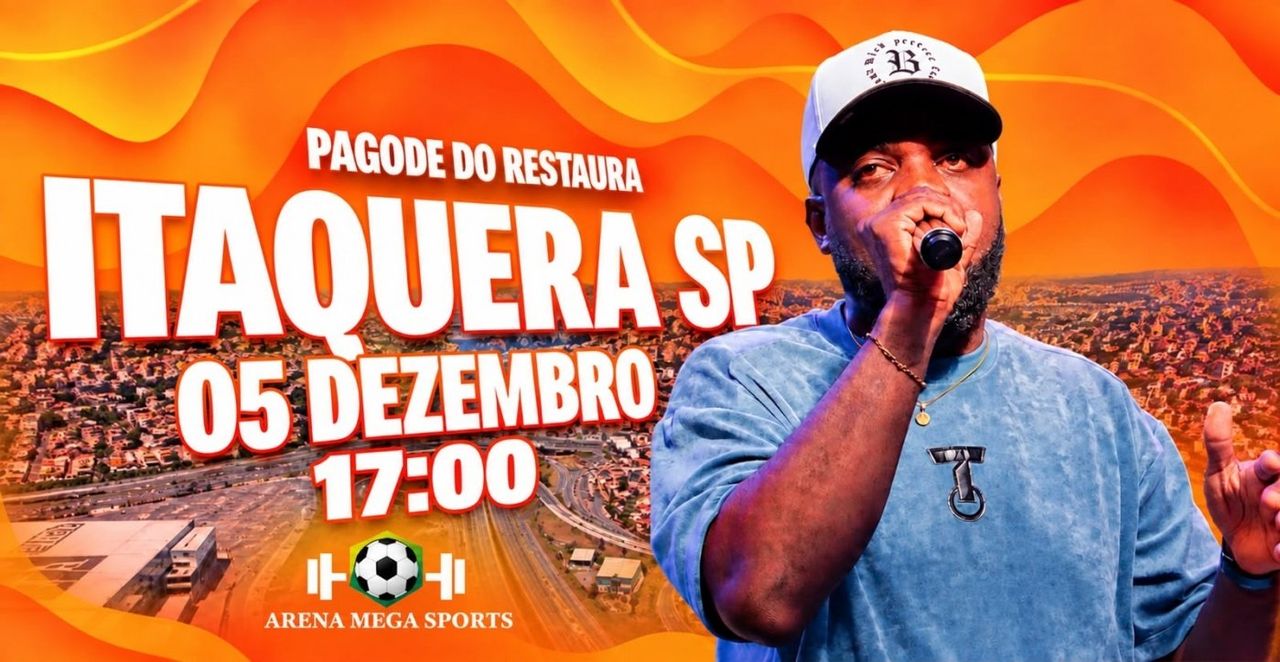 PAGODE DO RESTAURA
ITAQUERA SP
05 DEZEMBRO
17:00
ARENA MEGA SPORTS
B